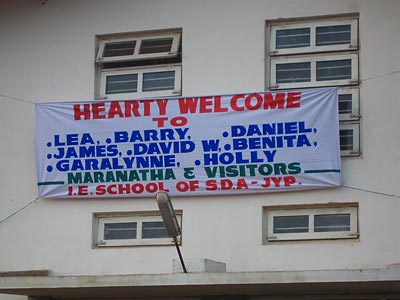 HEARTY WELCOME
TO
.LEA, .BARRY, .DANIEL,
.JAMES, .DAVID W, .BENITA,
.GARALYNNE, .HOLLY
MARANATHA & VISITORS
I.E. SCHOOL OF S.D.A-JYP.